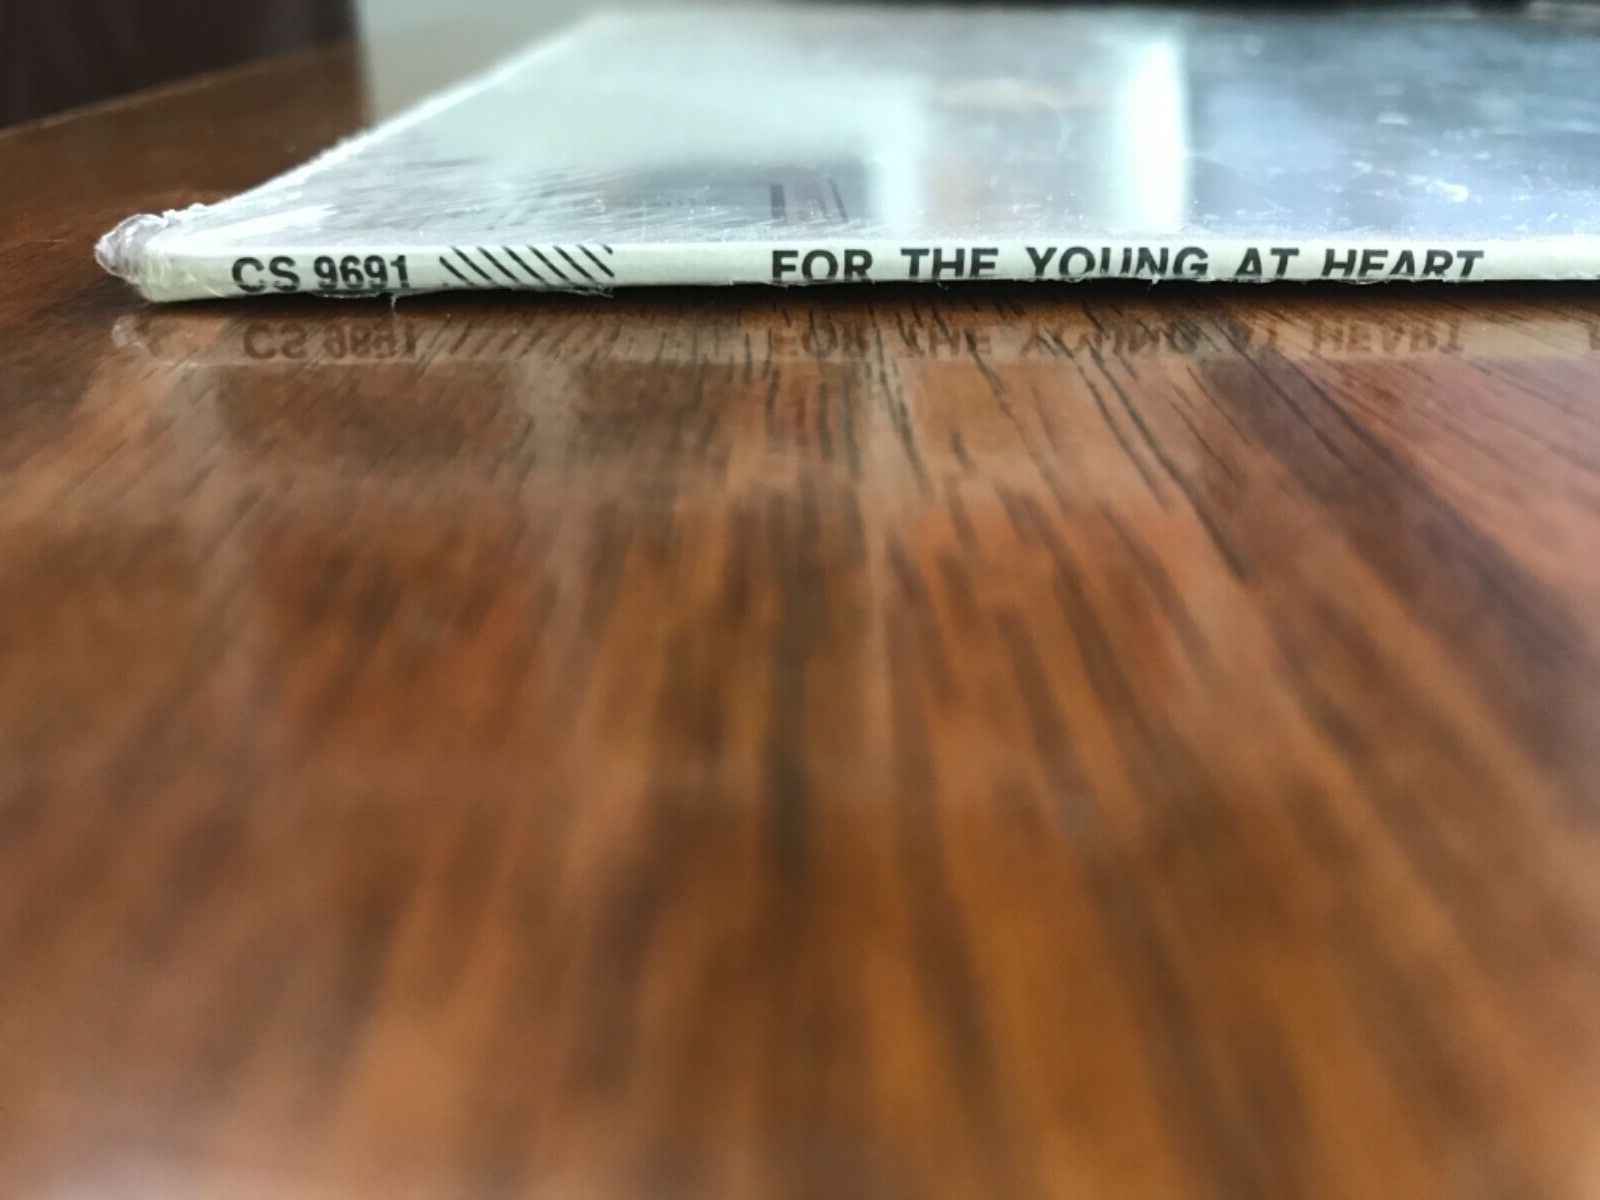 CS 9691 FOR THE YOUNG AT HEART